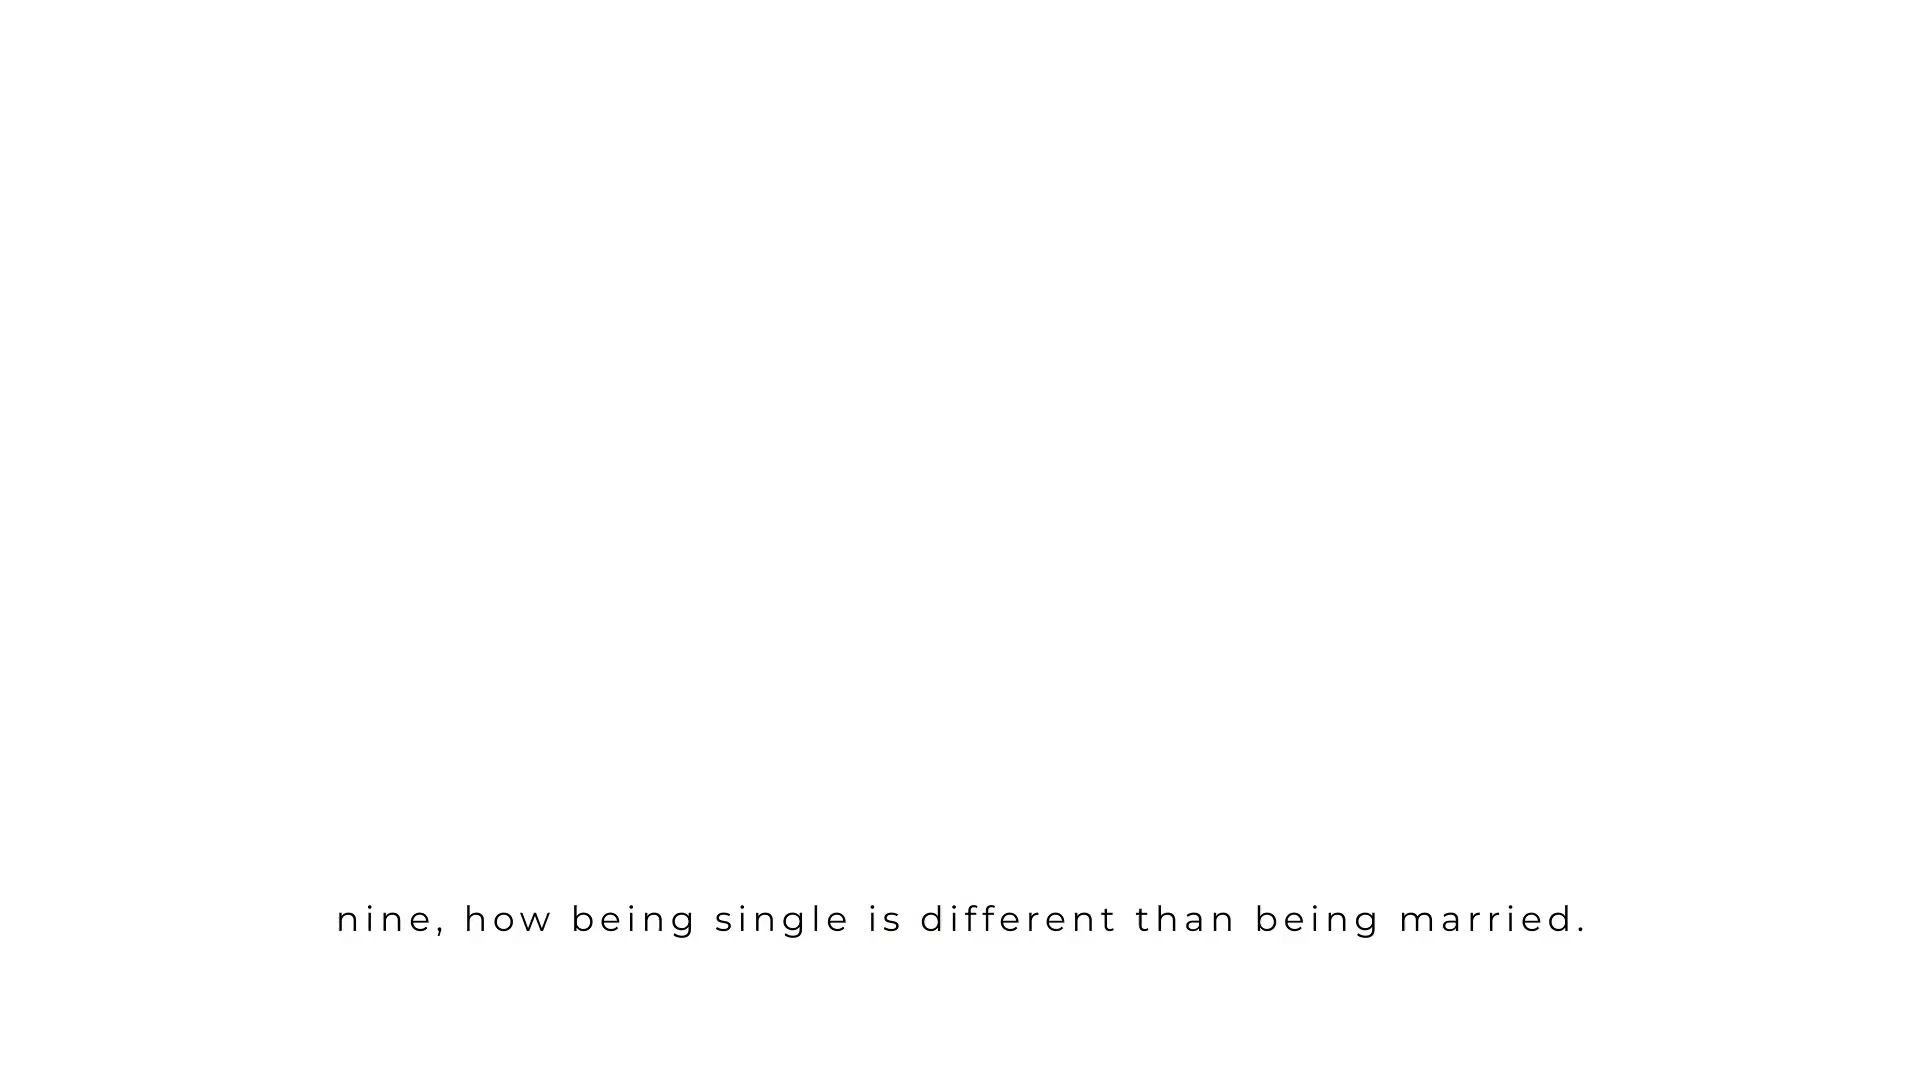 nine, how being single is different than being married.